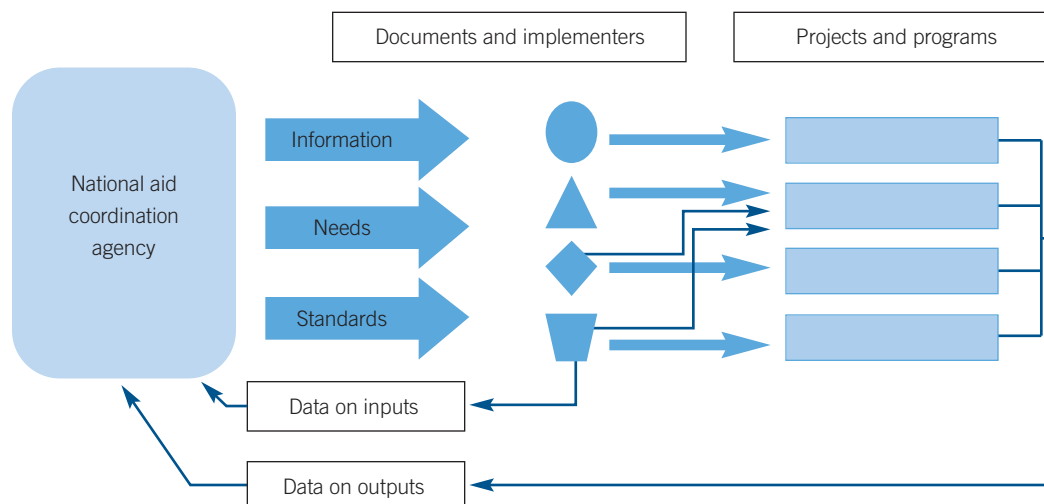 Documents and implementers
Projects and programs
National aid
coordination
agency
Information
Needs
Standards
Data on inputs
Data on outputs